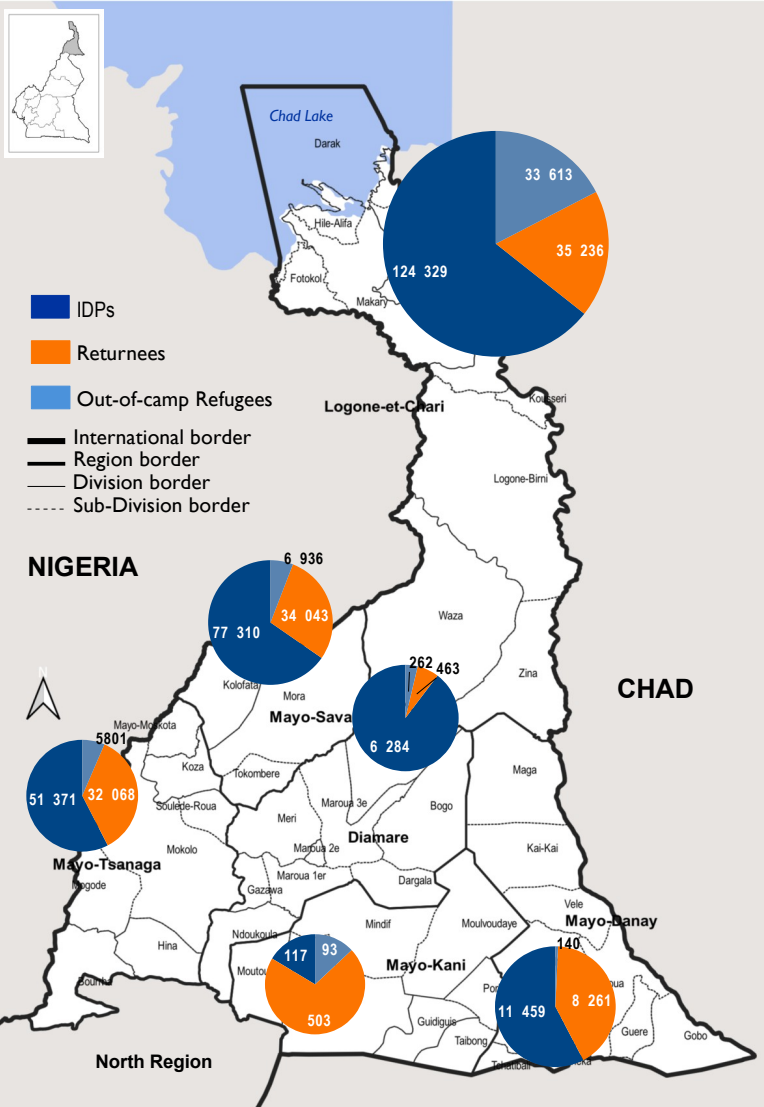 Chad Lake
Darak
33 613
Hile-Alifa
35 236
124 329
Fotokol
Makary
IDPs
Returnees
Out-of-camp Refugees
Kousseri
Logone-et-Chari
International border
Region border
Logone-Birni
Division border
Sub-Division border
6 936
NIGERIA
34 043
Waza
77 310
262
463
Zina
Kolofata
CHAD
N
Mora
Mayo-Sava
Mayo-Moskota
5801
6 284
Koza
Tokombere
Maga
51 371
32 068
Soulede-Roua
Maroua 3e
Bogo
Meri
Diamare
Mokolo
Maroua 2e
Kai-Kai
Mayo-Tsanaga
Mogode
Maroua 1er
Dargala
Gazawa
Vele
Mindif
Moulvoudaye
Mayo-Danay
Ndoukoula
Hina
93
140
117
Mayo-Kani
Bourrha
11 459
8 261
503
Guidiguis
Guere
Gobo
Taibong
North Region
Tchatibali